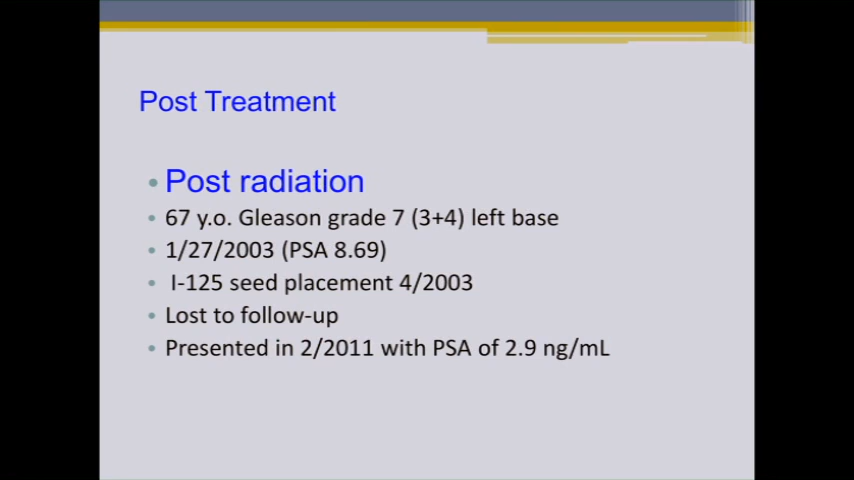 Post Treatment
• Post radiation
• 67 y.o. Gleason grade 7 (3+4) left base
• 1/27/2003 (PSA 8.69)
• I-125 seed placement 4/2003
• Lost to follow-up
• Presented in 2/2011 with PSA of 2.9 ng/mL